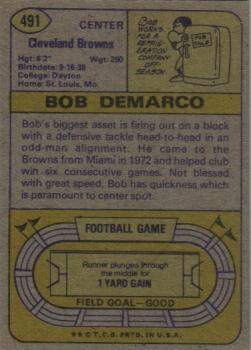 491
CENTER
Cleveland Browns
Hgt: 6'2" Wgt: 250
Birthdate: 9-16-38
College: Dayton
Home: St. Louis, Mo.
BOB
WORKS
FOR A
REFRIG-
ERATION
COMPANY
OFF-
SEASON
FOR SALE
BOB DEMARCO
Bob's biggest asset is firing out on a block
with a defensive tackle head-to-head in an
odd-man alignment. He came to the
Browns from Miami in 1972 and helped club
win six consecutive games. Not blessed
with great speed, Bob has quickness which
is paramount to center spot.
FOOTBALL GAME
Runner plunges through
the middle for
1 YARD GAIN
FIELD GOAL—GOOD
★★ © T.C.G. PRTD. IN U.S.A.